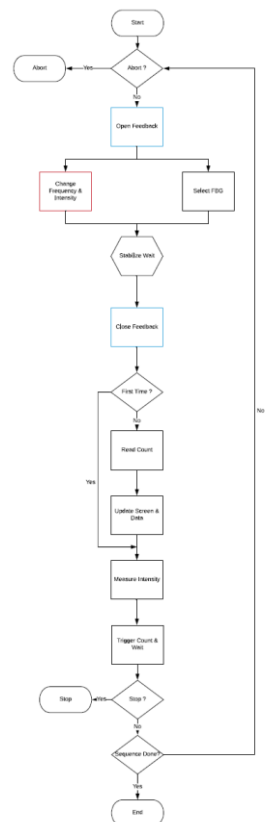 Start
Abort
Yes
Abort ?
No
Open Feedback
Change
Frequency &
Intensity
Select FBG
Stabilize Wait
Close Feedback
First Time ?
No
No
Read Count
Yes
Update Screen &
Data
Measure Intensity
Trigger Count &
Wait
Stop
Yes
Stop ?
No
Sequence Done?
Yes
End